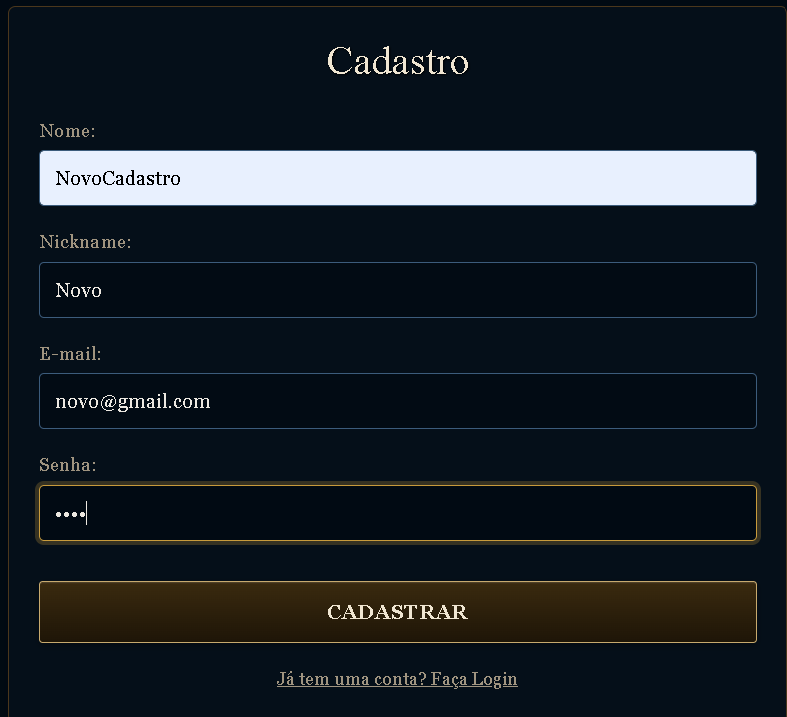 Cadastro
Nome:
NovoCadastro
Nickname:
Novo
E-mail:
novo@gmail.com
Senha:
••••
CADASTRAR
Já tem uma conta? Faça Login